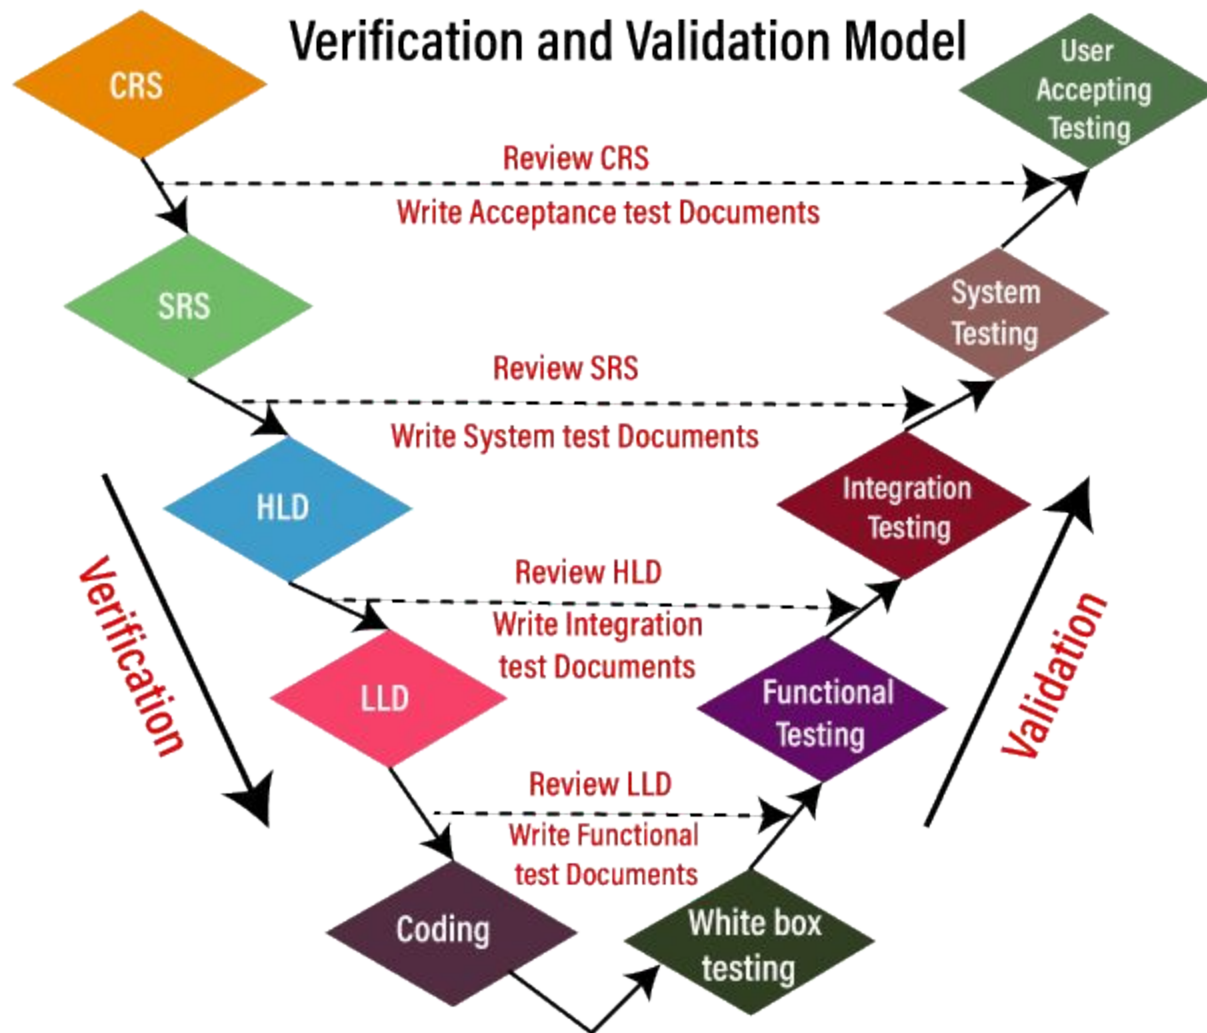 Verification and Validation Model
CRS
User
Accepting
Testing
Review CRS
Write Acceptance test Documents
SRS
System
Testing
Review SRS
Write System test Documents
HLD
Integration
Testing
Verification
Review HLD
Write Integration
test Documents
Validation
LLD
Functional
Testing
Review LLD
Write Functional
test Documents
Coding
White box
testing